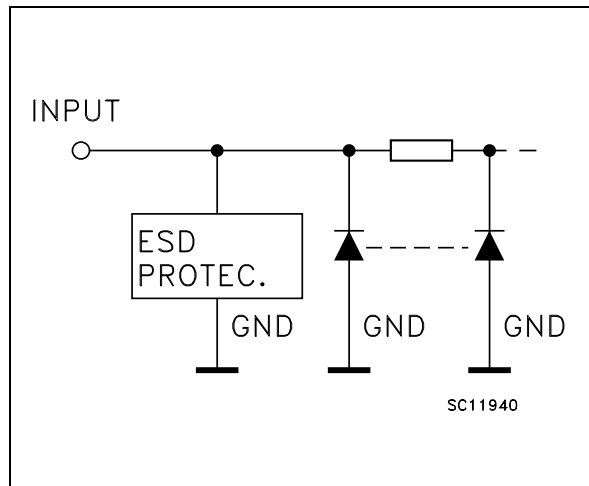 INPUT
ESD
PROTEC.
GND
GND
GND
SC11940